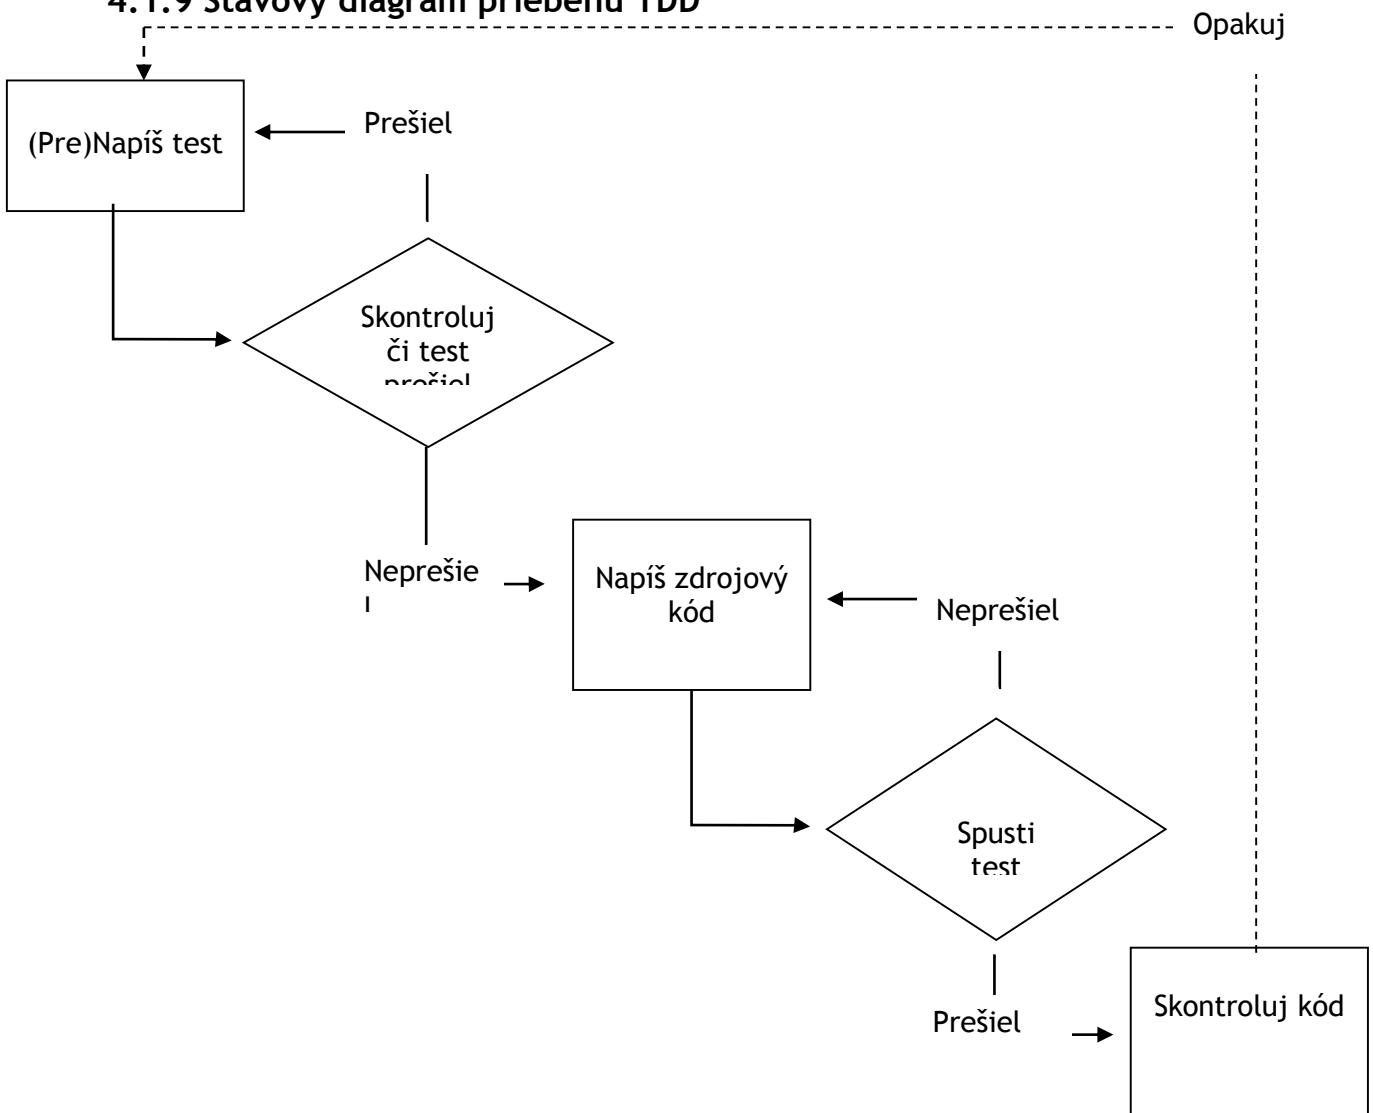 4.1.9 Stavový diagram priebehu TDD
Opakuj
Prešiel
(Pre)Napíš test
Skontroluj
či test
prešiel
Neprešie
l
Napíš zdrojový
kód
Neprešiel
Spusti
test
Skontroluj kód
Prešiel